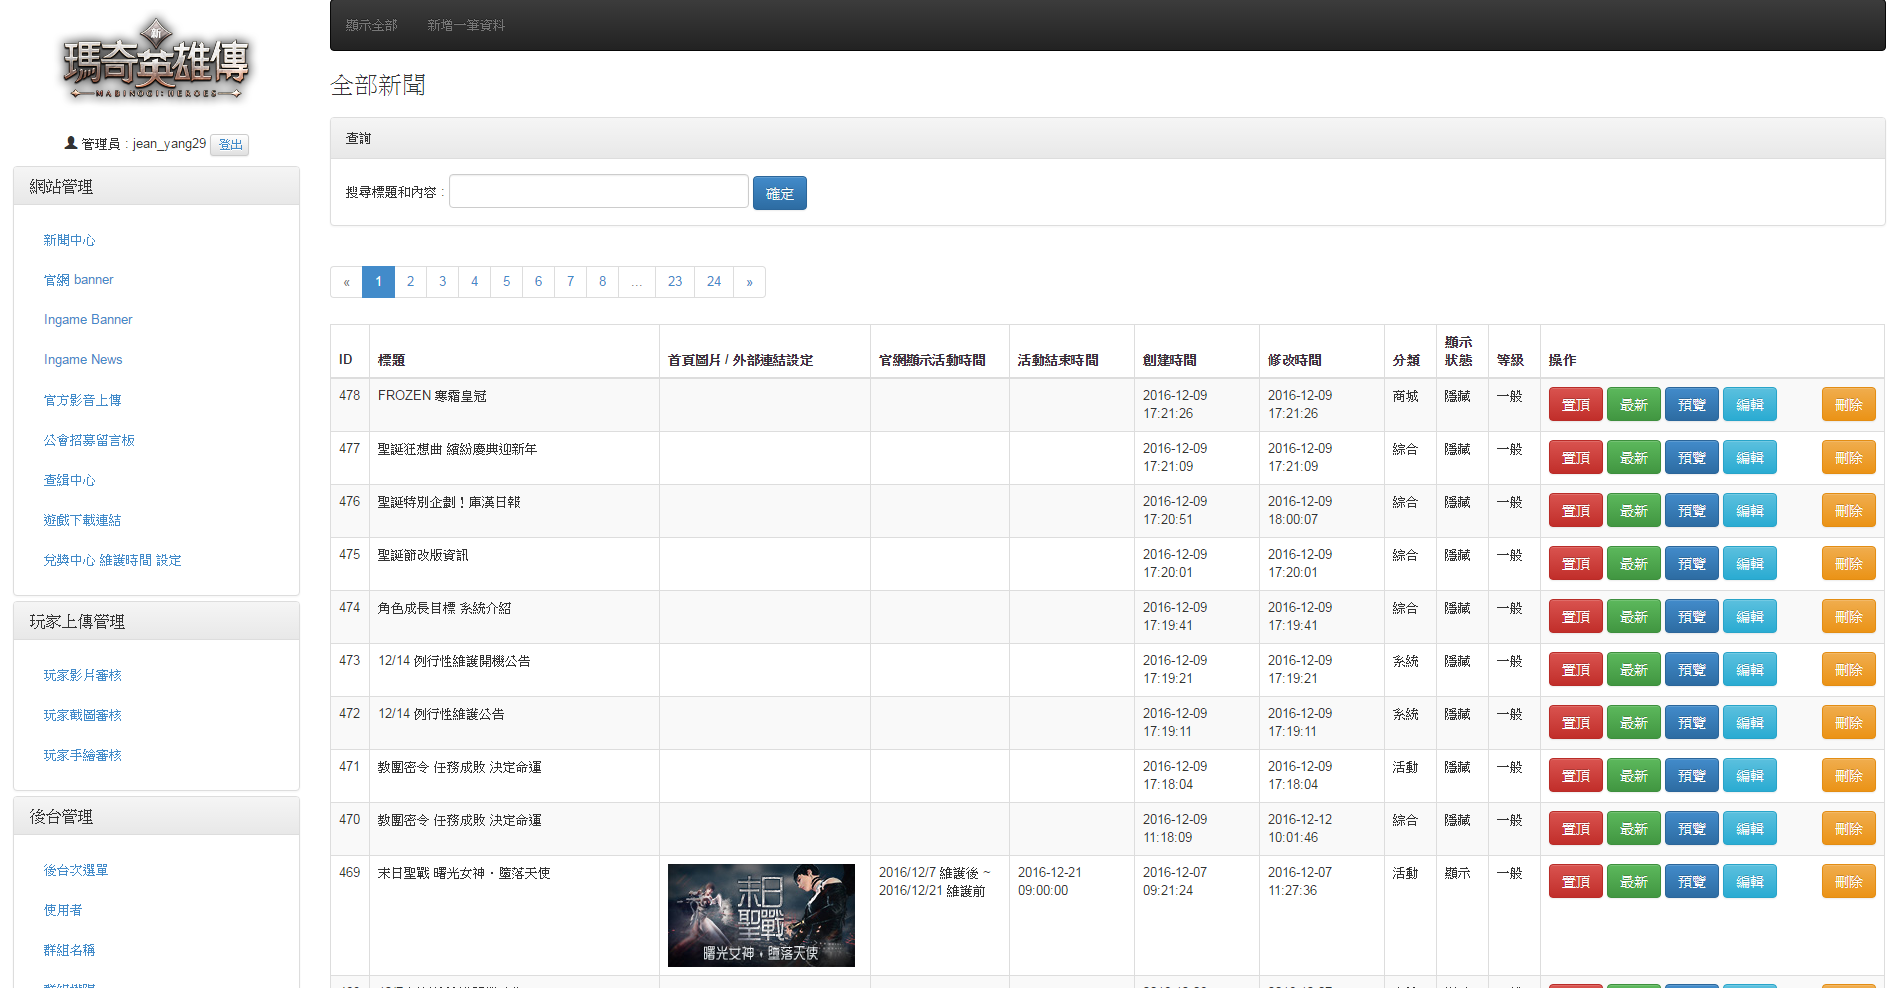 新
瑪奇英雄傳
MABINOGI: HEROES
管理員 : jean_yang29 登出
網站管理
新聞中心
官網 banner
Ingame Banner
Ingame News
官方影音上傳
公會招募留言板
查緝中心
遊戲下載連結
兌獎中心 維護時間 設定
玩家上傳管理
玩家影片審核
玩家截圖審核
玩家手繪審核
後台管理
後台次選單
使用者
群組名稱
顯示全部 新增一筆資料
全部新聞
查詢
搜尋標題和內容 : 確定
« 1 2 3 4 5 6 7 8 ... 23 24 »
ID 標題 首頁圖片 / 外部連結設定 官網顯示活動時間 活動結束時間 創建時間 修改時間 分類 顯示狀態 等級 操作
478 FROZEN 寒霜皇冠 2016-12-09 17:21:26 2016-12-09 17:21:26 商城 隱藏 一般 置頂 最新 預覽 編輯 刪除
477 聖誕狂想曲 繽紛慶典迎新年 2016-12-09 17:21:09 2016-12-09 17:21:09 綜合 隱藏 一般 置頂 最新 預覽 編輯 刪除
476 聖誕特別企劃！庫漢日報 2016-12-09 17:20:51 2016-12-09 18:00:07 綜合 隱藏 一般 置頂 最新 預覽 編輯 刪除
475 聖誕節改版資訊 2016-12-09 17:20:01 2016-12-09 17:20:01 綜合 隱藏 一般 置頂 最新 預覽 編輯 刪除
474 角色成長目標 系統介紹 2016-12-09 17:19:41 2016-12-09 17:19:41 綜合 隱藏 一般 置頂 最新 預覽 編輯 刪除
473 12/14 例行性維護開機公告 2016-12-09 17:19:21 2016-12-09 17:19:21 系統 隱藏 一般 置頂 最新 預覽 編輯 刪除
472 12/14 例行性維護公告 2016-12-09 17:19:11 2016-12-09 17:19:11 系統 隱藏 一般 置頂 最新 預覽 編輯 刪除
471 教團密令 任務成敗 決定命運 2016-12-09 17:18:04 2016-12-09 17:18:04 活動 隱藏 一般 置頂 最新 預覽 編輯 刪除
470 教團密令 任務成敗 決定命運 2016-12-09 11:18:09 2016-12-12 10:01:46 綜合 隱藏 一般 置頂 最新 預覽 編輯 刪除
469 末日聖戰 曙光女神・墮落天使 2016/12/7 維護後 ~ 2016/12/21 維護前 2016-12-21 09:00:00 2016-12-07 09:21:24 2016-12-07 11:27:36 活動 顯示 一般 置頂 最新 預覽 編輯 刪除
末日
聖戰
曙光女神・墮落天使